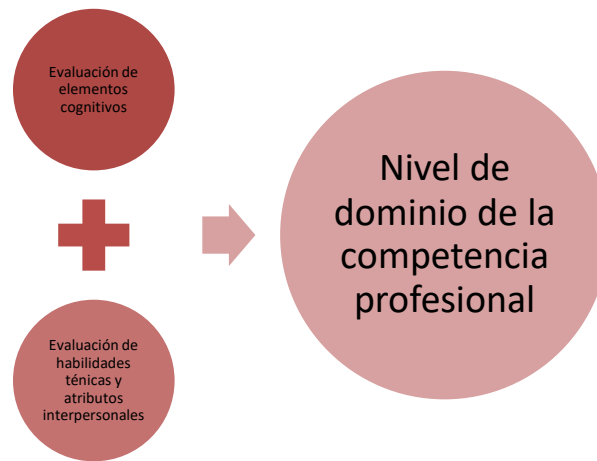 Evaluación de
elementos
cognitivos
Evaluación de
habilidades
ténicas y
atributos
interpersonales
Nivel de
dominio de la
competencia
profesional